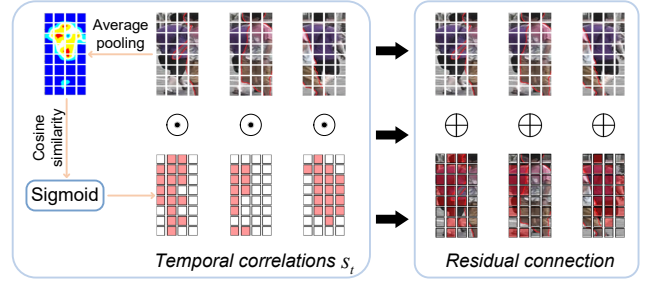 Average
pooling
Cosine
similarity
Sigmoid
Temporal correlations s_t
Residual connection